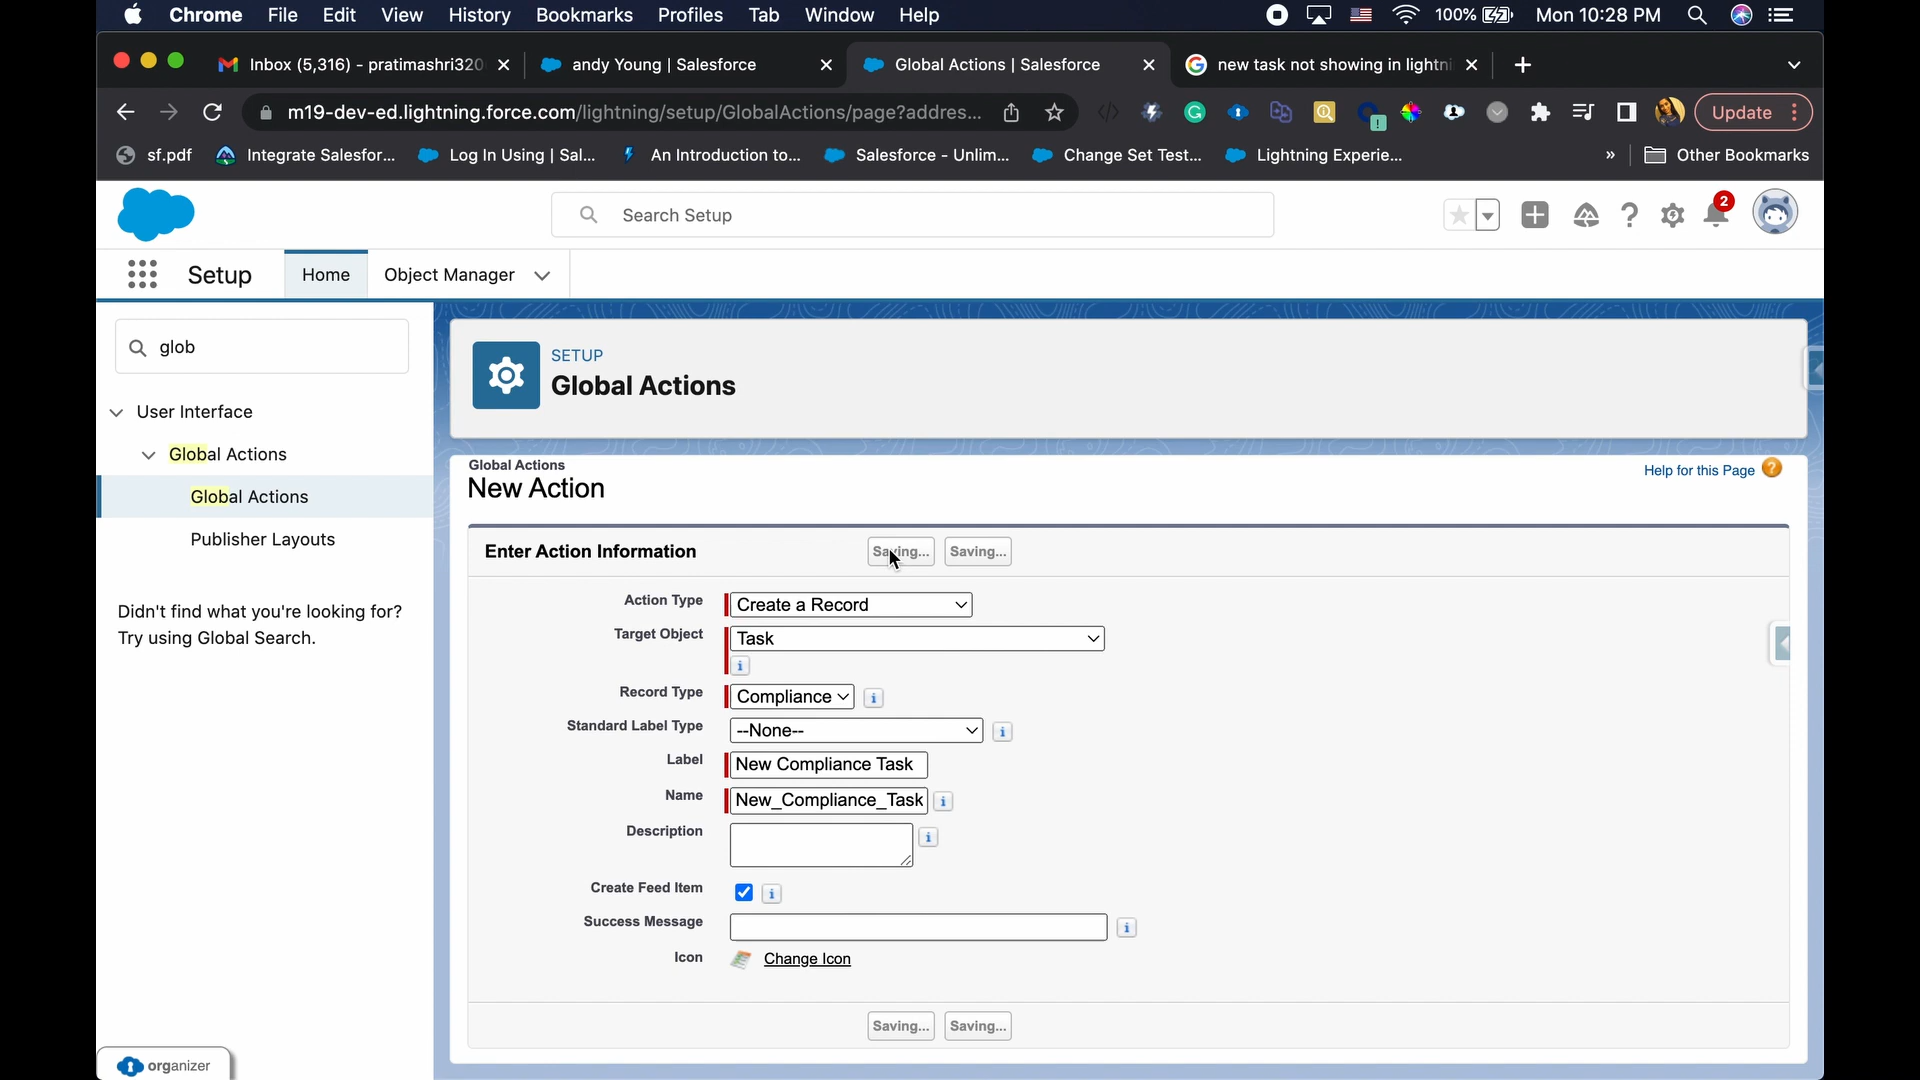 Chrome File Edit View History Bookmarks Profiles Tab Window Help 100% Mon 10:28 PM
Inbox (5,316) - pratimashri320 andy Young | Salesforce Global Actions | Salesforce new task not showing in lightni
m19-dev-ed.lightning.force.com/lightning/setup/GlobalActions/page?addres... Update
sf.pdf Integrate Salesfor... Log In Using | Sal... An Introduction to... Salesforce - Unlim... Change Set Test... Lightning Experie... » Other Bookmarks
Search Setup 2
Setup Home Object Manager
glob
User Interface
Global Actions
Global Actions
Publisher Layouts
Didn't find what you're looking for?
Try using Global Search.
organizer
SETUP
Global Actions
Global Actions
New Action
Help for this Page ?
Enter Action Information Saving... Saving...
Action Type Create a Record
Target Object Task
Record Type Compliance
Standard Label Type --None--
Label New Compliance Task
Name New_Compliance_Task
Description
Create Feed Item
Success Message
Icon Change Icon
Saving... Saving...